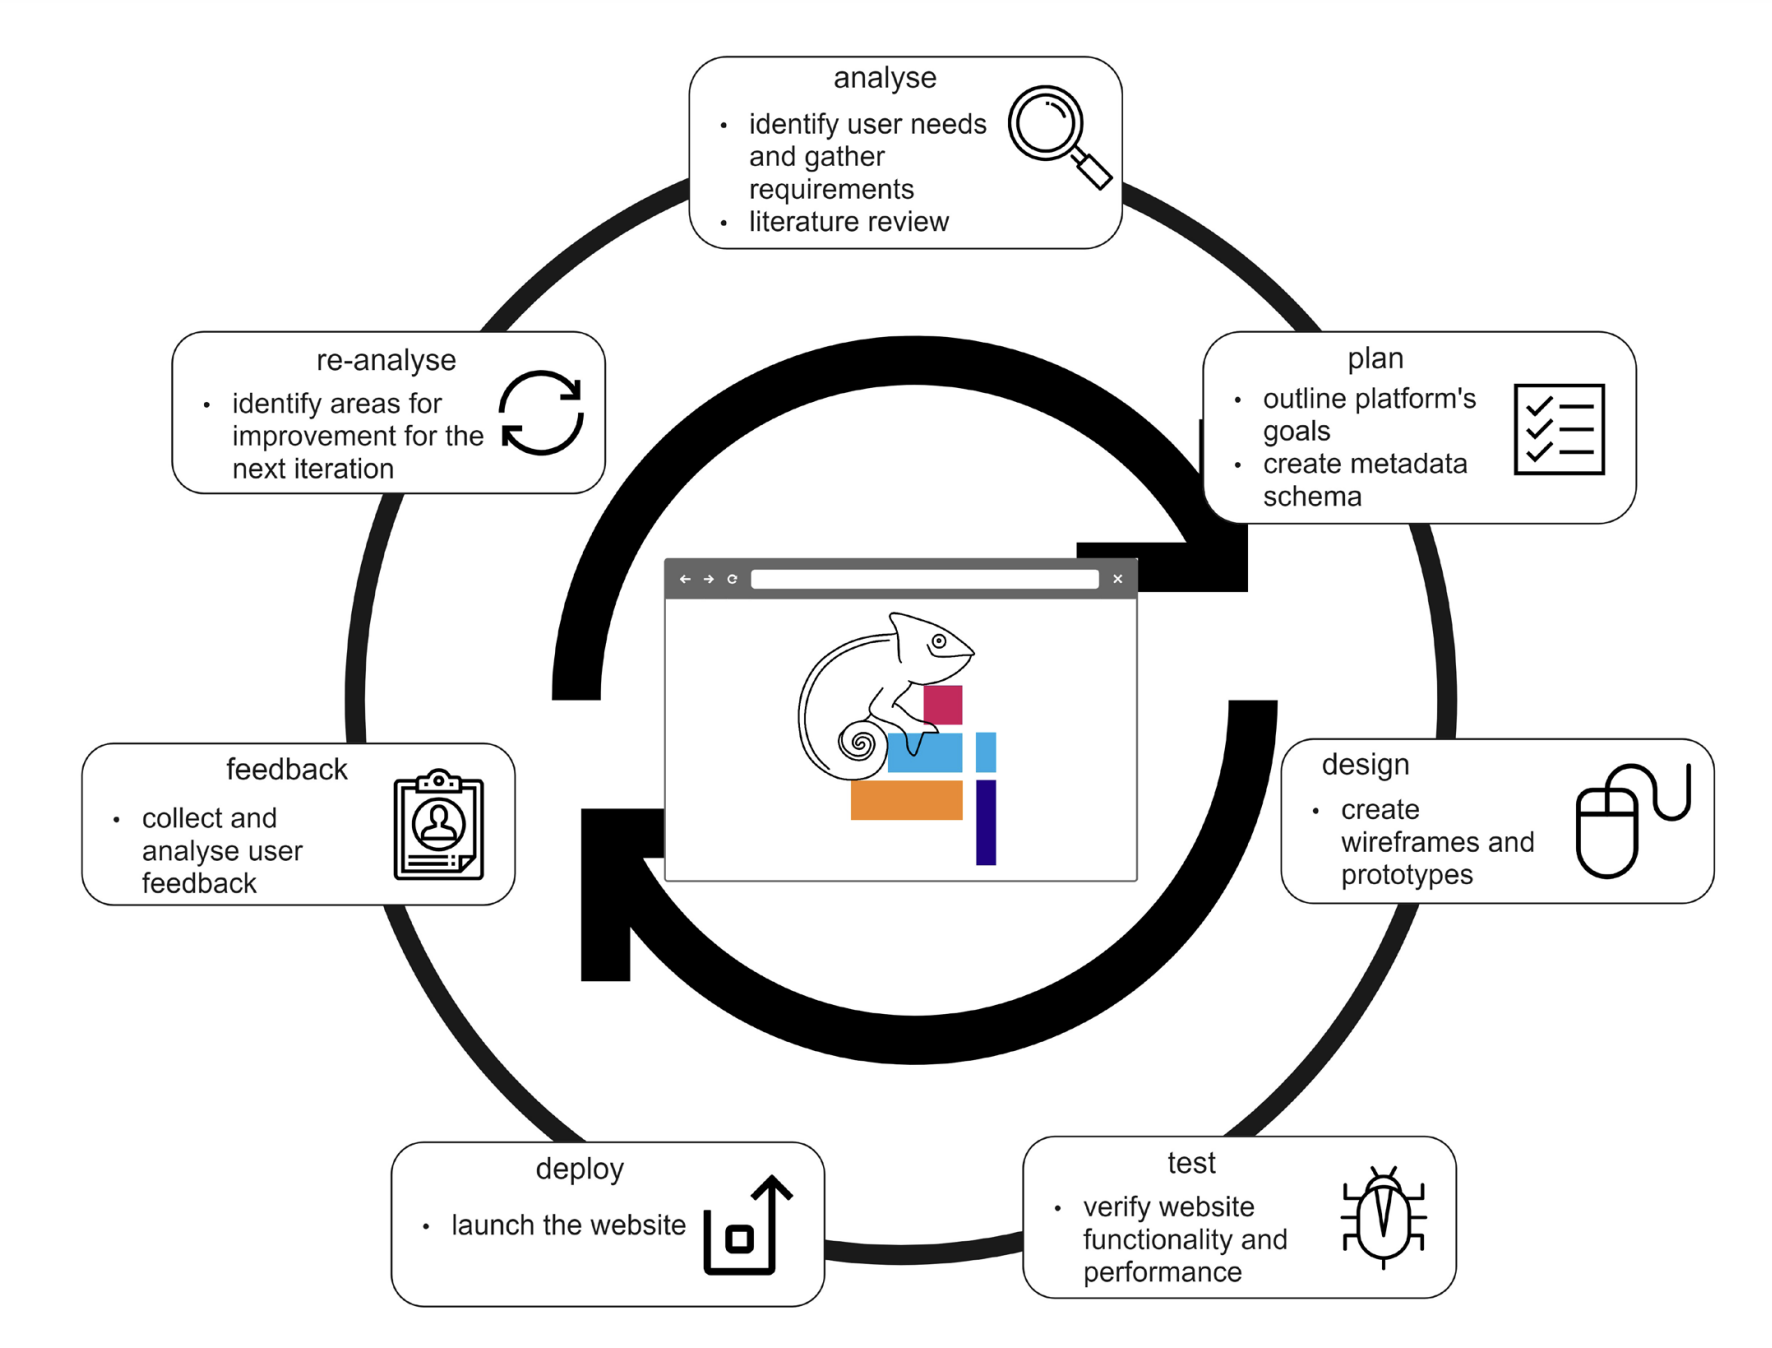 analyse
• identify user needs
and gather
requirements
• literature review
plan
• outline platform's
goals
• create metadata
schema
design
• create
wireframes and
prototypes
test
• verify website
functionality and
performance
deploy
• launch the website
feedback
• collect and
analyse user
feedback
re-analyse
• identify areas for
improvement for the
next iteration